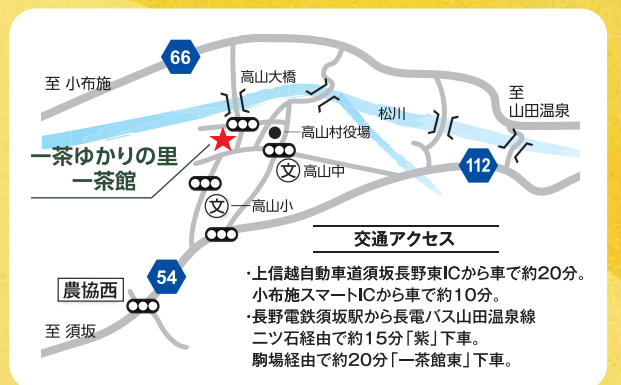 66
至 小布施
高山大橋
松川
至
山田温泉
高山村役場
一茶ゆかりの里
一茶館
文 高山中
112
文 高山小
54
農協西
至 須坂
交通アクセス
・上信越自動車道須坂長野東ICから車で約20分。
小布施スマートICから車で約10分。
・長野電鉄須坂駅から長電バス山田温泉線
二ツ石経由で約15分「紫」下車。
駒場経由で約20分「一茶館東」下車。